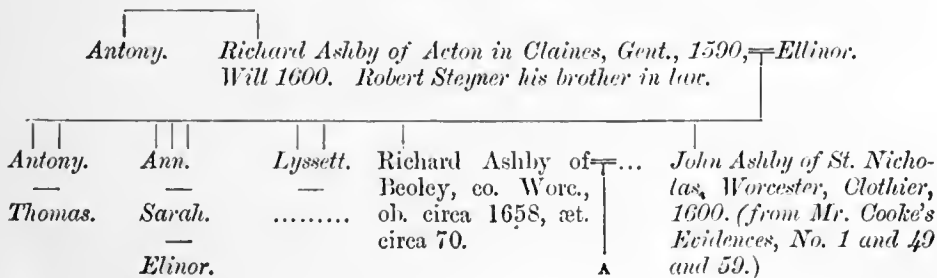 Antony. Richard Ashby of Acton in Claines, Gent., 1590,=Ellinor.
Will 1600. Robert Steyner his brother in law.
Antony. Ann. Lyssett. Richard Ashby of=... John Ashby of St. Nicho-
— — — Beoley, co. Worc., las, Worcester, Clothier,
Thomas. Sarah. ......... ob. circa 1658, æt. 1600. (from Mr. Cooke's
— circa 70. Evidences, No. 1 and 49
Elinor. A and 59.)